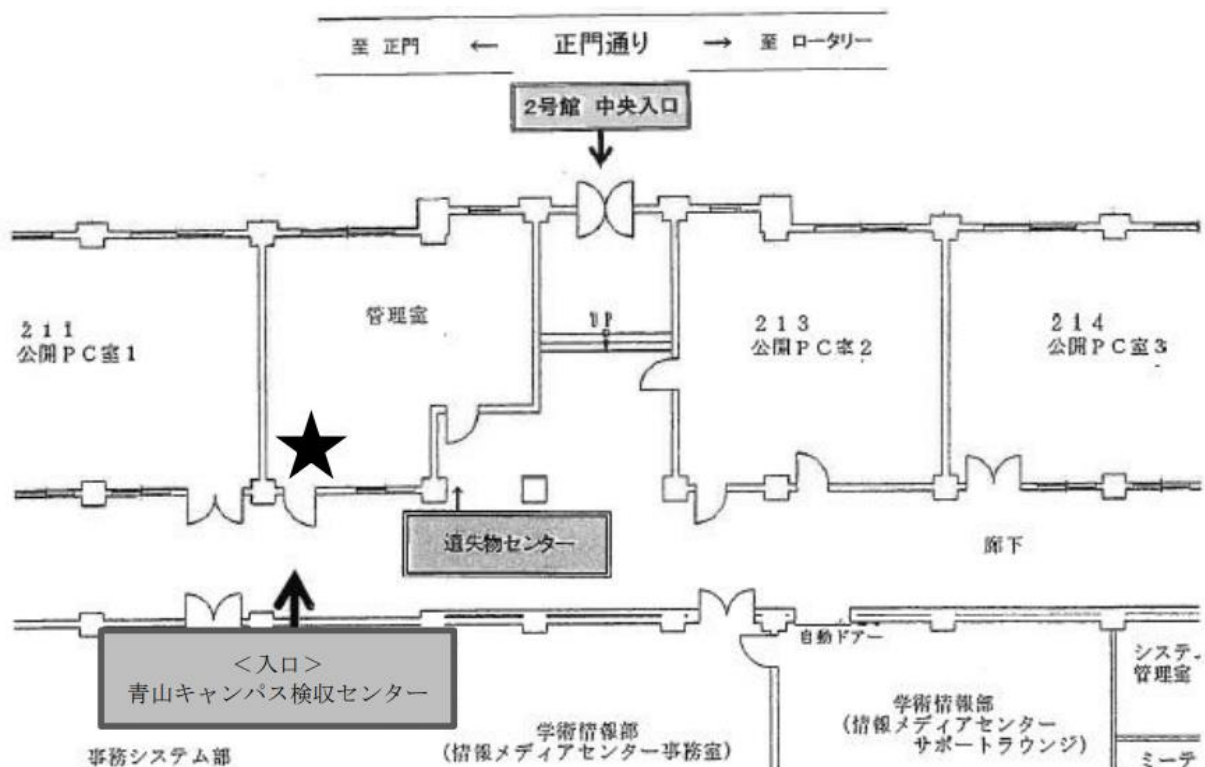 至 正門 ← 正門通り → 至 ロータリー
2号館 中央入口
管理室
UP
211
公開PC室1
213
公開PC室2
214
公開PC室3
遺失物センター
廊下
自動ドアー
＜入口＞
青山キャンパス検収センター
システ
管理室
学術情報部
(情報メディアセンター
サポートラウンジ)
学術情報部
(情報メディアセンター事務室)
事務システム部
ミーテ